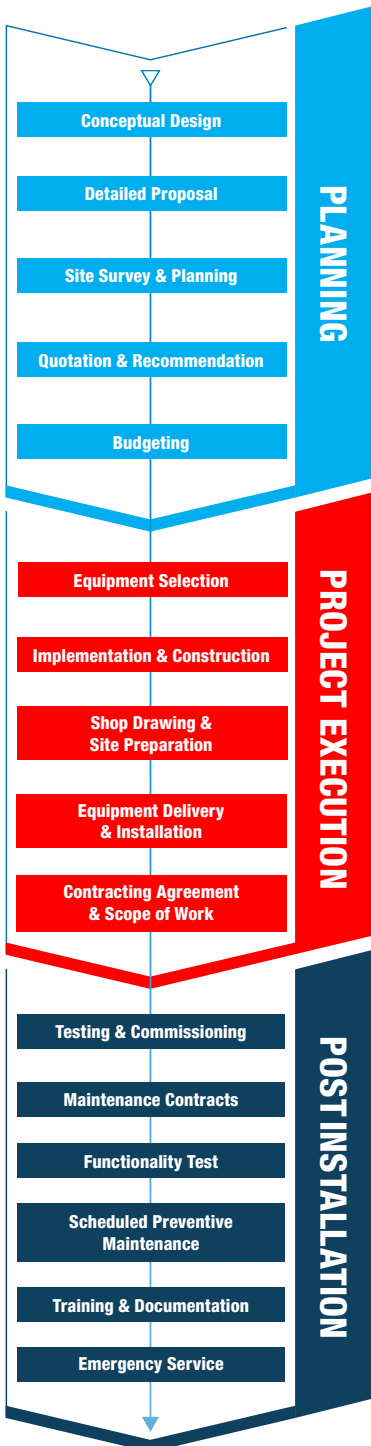 PLANNING
Conceptual Design
Detailed Proposal
Site Survey & Planning
Quotation & Recommendation
Budgeting
PROJECT EXECUTION
Equipment Selection
Implementation & Construction
Shop Drawing &
Site Preparation
Equipment Delivery
& Installation
Contracting Agreement
& Scope of Work
POST INSTALLATION
Testing & Commissioning
Maintenance Contracts
Functionality Test
Scheduled Preventive
Maintenance
Training & Documentation
Emergency Service